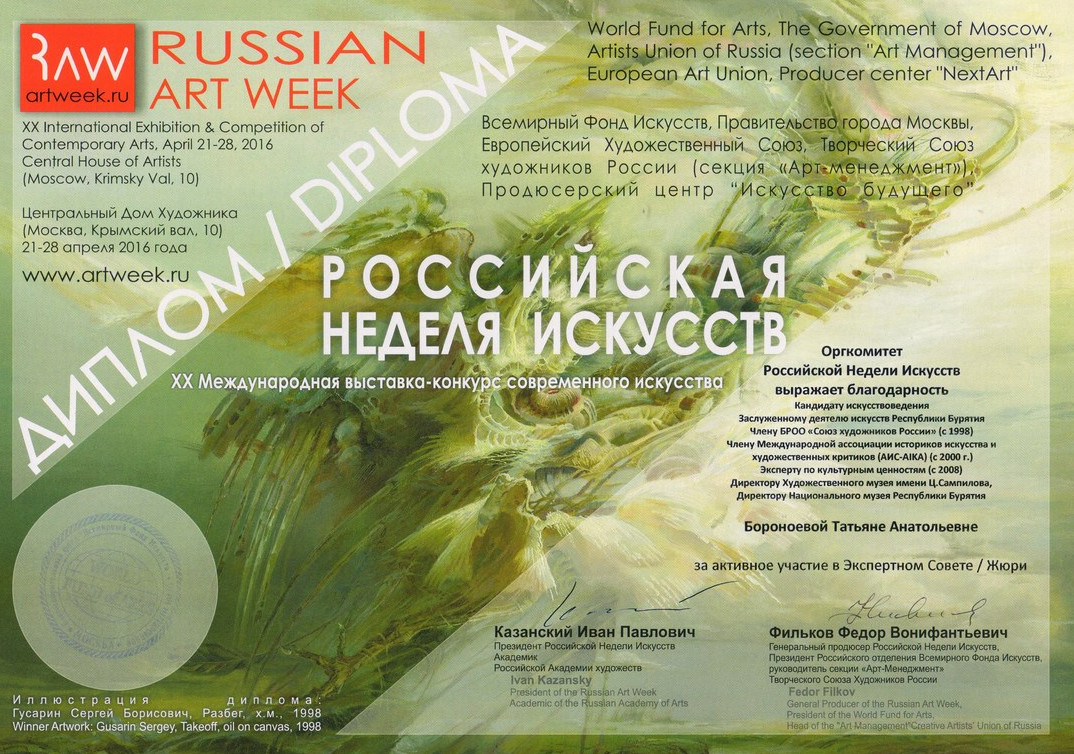 RAW
artweek.ru
RUSSIAN
ART WEEK
XX International Exhibition & Competition of
Contemporary Arts, April 21-28, 2016
Central House of Artists
(Moscow, Krimsky Val, 10)
Центральный Дом Художника
(Москва, Крымский вал, 10)
21-28 апреля 2016 года
www.artweek.ru
ДИПЛОМ / DIPLOMA
World Fund for Arts, The Government of Moscow,
Artists Union of Russia (section "Art Management"),
European Art Union, Producer center "NextArt"
Всемирный Фонд Искусств, Правительство города Москвы,
Европейский Художественный Союз, Творческий Союз
художников России (секция «Арт-менеджмент»),
Продюсерский центр “Искусство будущего”
РОССИЙСКАЯ
НЕДЕЛЯ ИСКУССТВ
XX Международная выставка-конкурс современного искусства
Оргкомитет
Российской Недели Искусств
выражает благодарность
Кандидату искусствоведения
Заслуженному деятелю искусств Республики Бурятия
Члену БРОО «Союз художников России» (с 1998)
Члену Международной ассоциации историков искусства и
художественных критиков (АИС-AIKA) (с 2000 г.)
Эксперту по культурным ценностям (с 2008)
Директору Художественного музея имени Ц.Сампилова,
Директору Национального музея Республики Бурятия
Бороноевой Татьяне Анатольевне
за активное участие в Экспертном Совете / Жюри
Казанский Иван Павлович
Президент Российской Недели Искусств
Академик
Российской Академии художеств
Ivan Kazansky
President of the Russian Art Week
Academic of the Russian Academy of Arts
Фильков Федор Вонифантьевич
Генеральный продюсер Российской Недели Искусств,
Президент Российского отделения Всемирного Фонда Искусств,
руководитель секции «Арт-Менеджмент»
Творческого Союза Художников России
Fedor Filkov
General Producer of the Russian Art Week,
President of the World Fund for Arts.
Head of the "Art Management"Creative Artists' Union of Russia
Иллюстрация диплома:
Гусарин Сергей Борисович, Разбег, х.м., 1998
Winner Artwork: Gusarin Sergey, Takeoff, oil on canvas, 1998